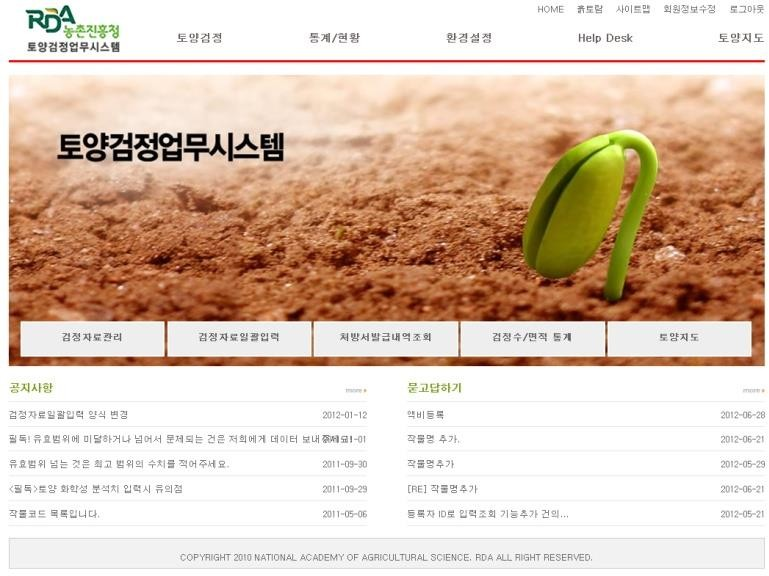 HOME 흙토람 사이트맵 회원정보수정 로그아웃
RDA 농촌진흥청
토양검정업무시스템
토양검정 통계/현황 환경설정 Help Desk 토양지도
토양검정업무시스템
검정자료관리 검정자료일괄입력 처방서발급내역조회 검정수/면적 통계 토양지도
공지사항 more
검정자료일괄입력 양식 변경 2012-01-12
필독! 유효범위에 미달하거나 넘어서 문제되는 건은 저희에게 데이터 보내 -01
유효범위 넘는 것은 최고 범위의 수치를 적어주세요. 2011-09-30
<필독>토양 화학성 분석치 입력시 유의점 2011-09-29
작물코드 목록입니다. 2011-05-06
묻고답하기 more
액비등록 2012-06-28
작물명 추가. 2012-06-21
작물명추가 2012-05-29
[RE] 작물명추가 2012-06-21
등록자 ID로 입력조회 기능추가 건의... 2012-05-21
COPYRIGHT 2010 NATIONAL ACADEMY OF AGRICULTURAL SCIENCE. RDA ALL RIGHT RESERVED.